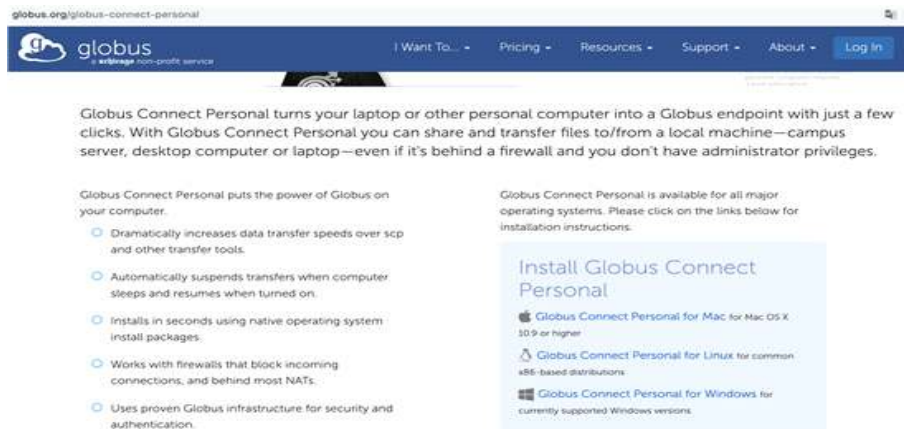 globus.org/globus-connect-personal
globus
a non-profit service
I Want To... Pricing Resources Support About Log In
Globus Connect Personal turns your laptop or other personal computer into a Globus endpoint with just a few
clicks. With Globus Connect Personal you can share and transfer files to/from a local machine—campus
server, desktop computer or laptop—even if it's behind a firewall and you don't have administrator privileges.
Globus Connect Personal puts the power of Globus on
your computer.
Dramatically increases data transfer speeds over scp
and other transfer tools.
Automatically suspends transfers when computer
sleeps and resumes when turned on.
Installs in seconds using native operating system
install packages.
Works with firewalls that block incoming
connections, and behind most NATs.
Uses proven Globus infrastructure for security and
authentication.
Globus Connect Personal is available for all major
operating systems. Please click on the links below for
installation instructions.
Install Globus Connect
Personal
Globus Connect Personal for Mac for Mac OS X
10.9 or higher
Globus Connect Personal for Linux for common
x86-based distributions
Globus Connect Personal for Windows for
currently supported Windows versions